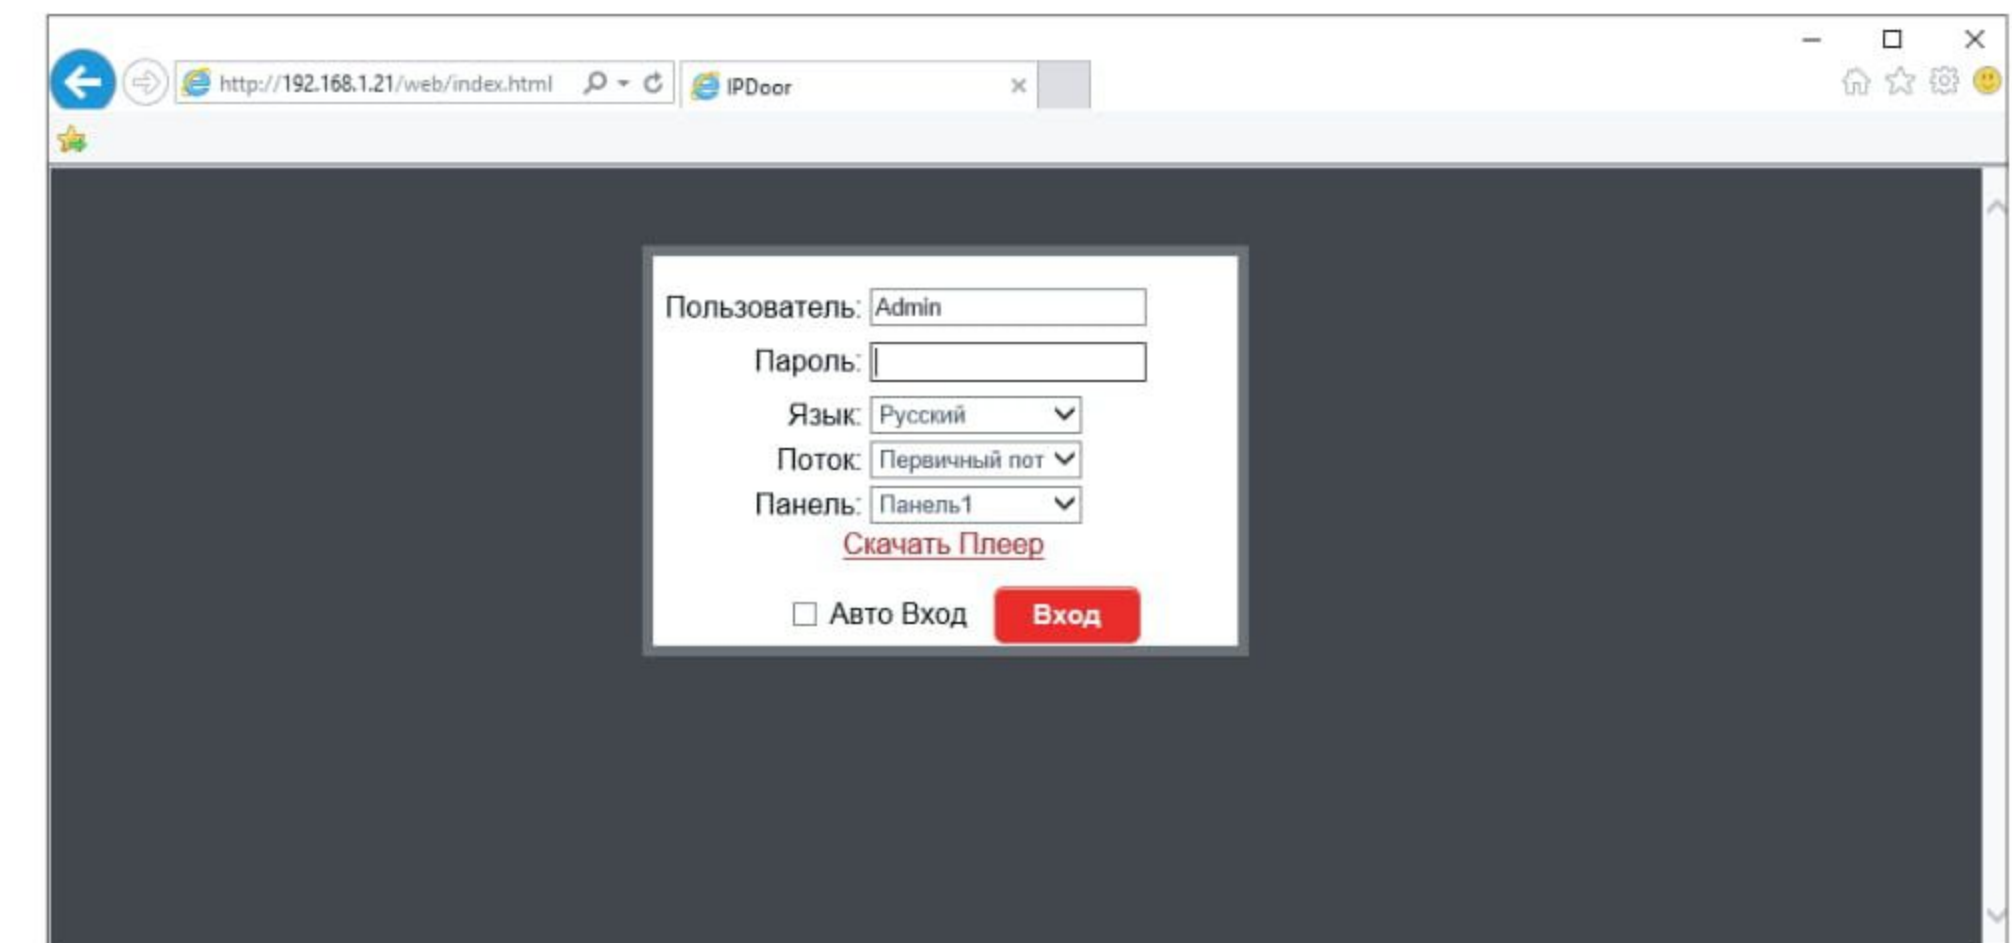 http://192.168.1.21/web/index.html
IPDoor
Пользователь: Admin
Пароль:
Язык: Русский
Поток: Первичный пот
Панель: Панель1
Скачать Плеер
Авто Вход Вход